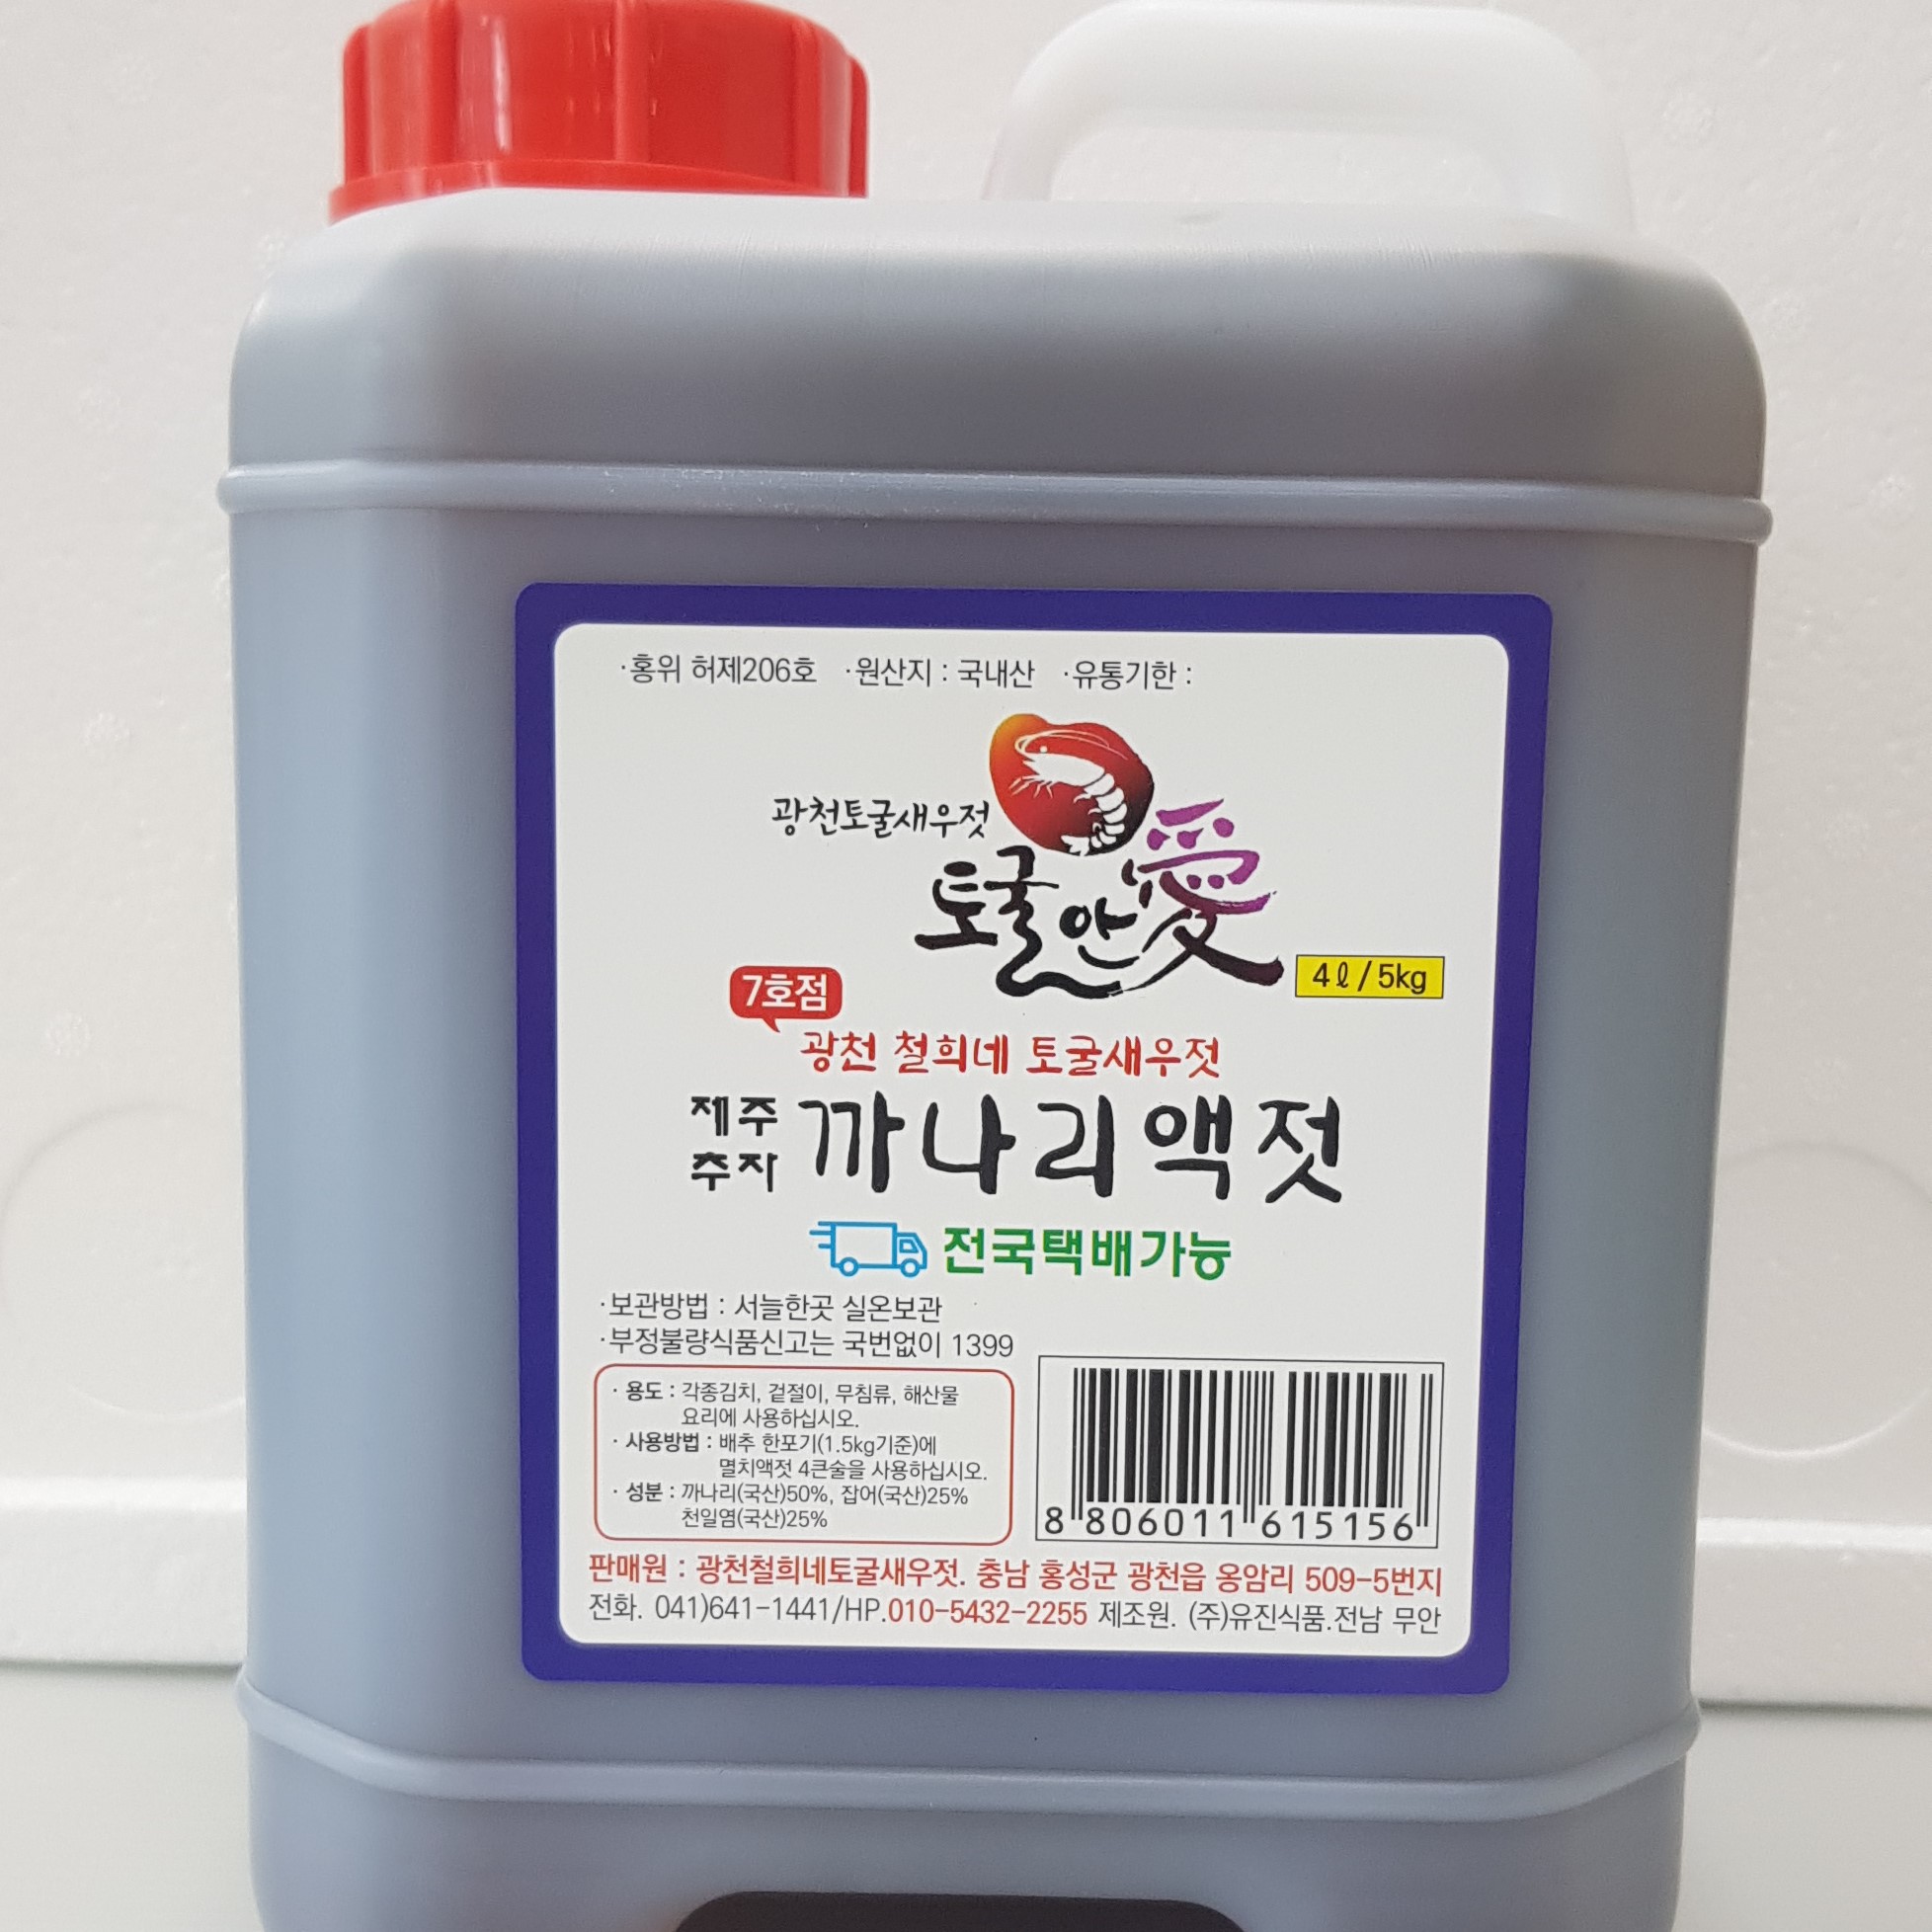 ·홍위 허제206호 ·원산지 : 국내산 ·유통기한 :
광천토굴새우젓
토굴안愛
4ℓ / 5kg
7호점
광천 철희네 토굴새우젓
제주
추자
까나리액젓
전국택배가능
·보관방법 : 서늘한곳 실온보관
·부정불량식품신고는 국번없이 1399
· 용도 : 각종김치, 겉절이, 무침류, 해산물
요리에 사용하십시오.
· 사용방법 : 배추 한포기(1.5kg기준)에
멸치액젓 4큰술을 사용하십시오.
· 성분 : 까나리(국산)50%, 잡어(국산)25%
천일염(국산)25%
8 806011 615156
판매원 : 광천철희네토굴새우젓. 충남 홍성군 광천읍 옹암리 509-5번지
전화. 041)641-1441/HP.010-5432-2255 제조원. (주)유진식품.전남 무안